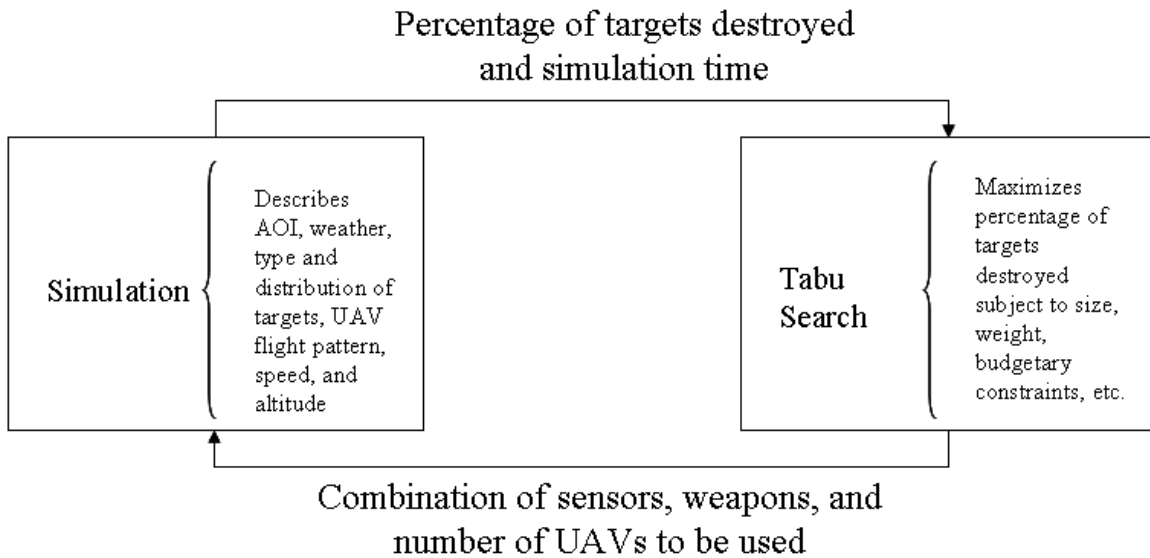 Percentage of targets destroyed
and simulation time
Simulation
Describes
AOI, weather,
type and
distribution of
targets, UAV
flight pattern,
speed, and
altitude
Tabu
Search
Maximizes
percentage of
targets
destroyed
subject to size,
weight,
budgetary
constraints, etc.
Combination of sensors, weapons, and
number of UAVs to be used